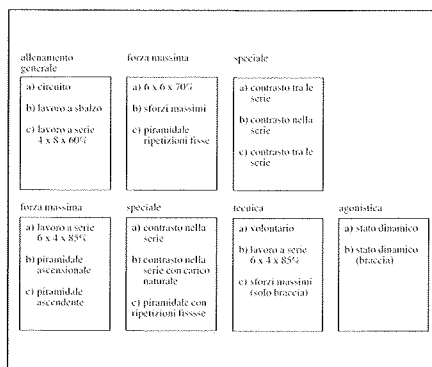 allenamento
generale
a) circuito
b) lavoro a sbalzo
c) lavoro a serie
4 x 8 x 60%
forza massima
a) 6 x 6 x 70%
b) sforzi massimi
c) piramidale
ripetizioni fisse
speciale
a) contrasto tra le
serie
b) contrasto nella
serie
c) contrasto tra le
serie
forza massima
a) lavoro a serie
6 x 4 x 85%
b) piramidale
ascensionale
c) piramidale
ascendente
speciale
a) contrasto nella
serie
b) contrasto nella
serie con carico
naturale
c) piramidale con
ripetizioni fissse
tecnica
a) volontario
b) lavoro a serie
6 x 4 x 85%
c) sforzi massimi
(solo braccia)
agonistica
a) stato dinamico
b) stato dinamico
(braccia)